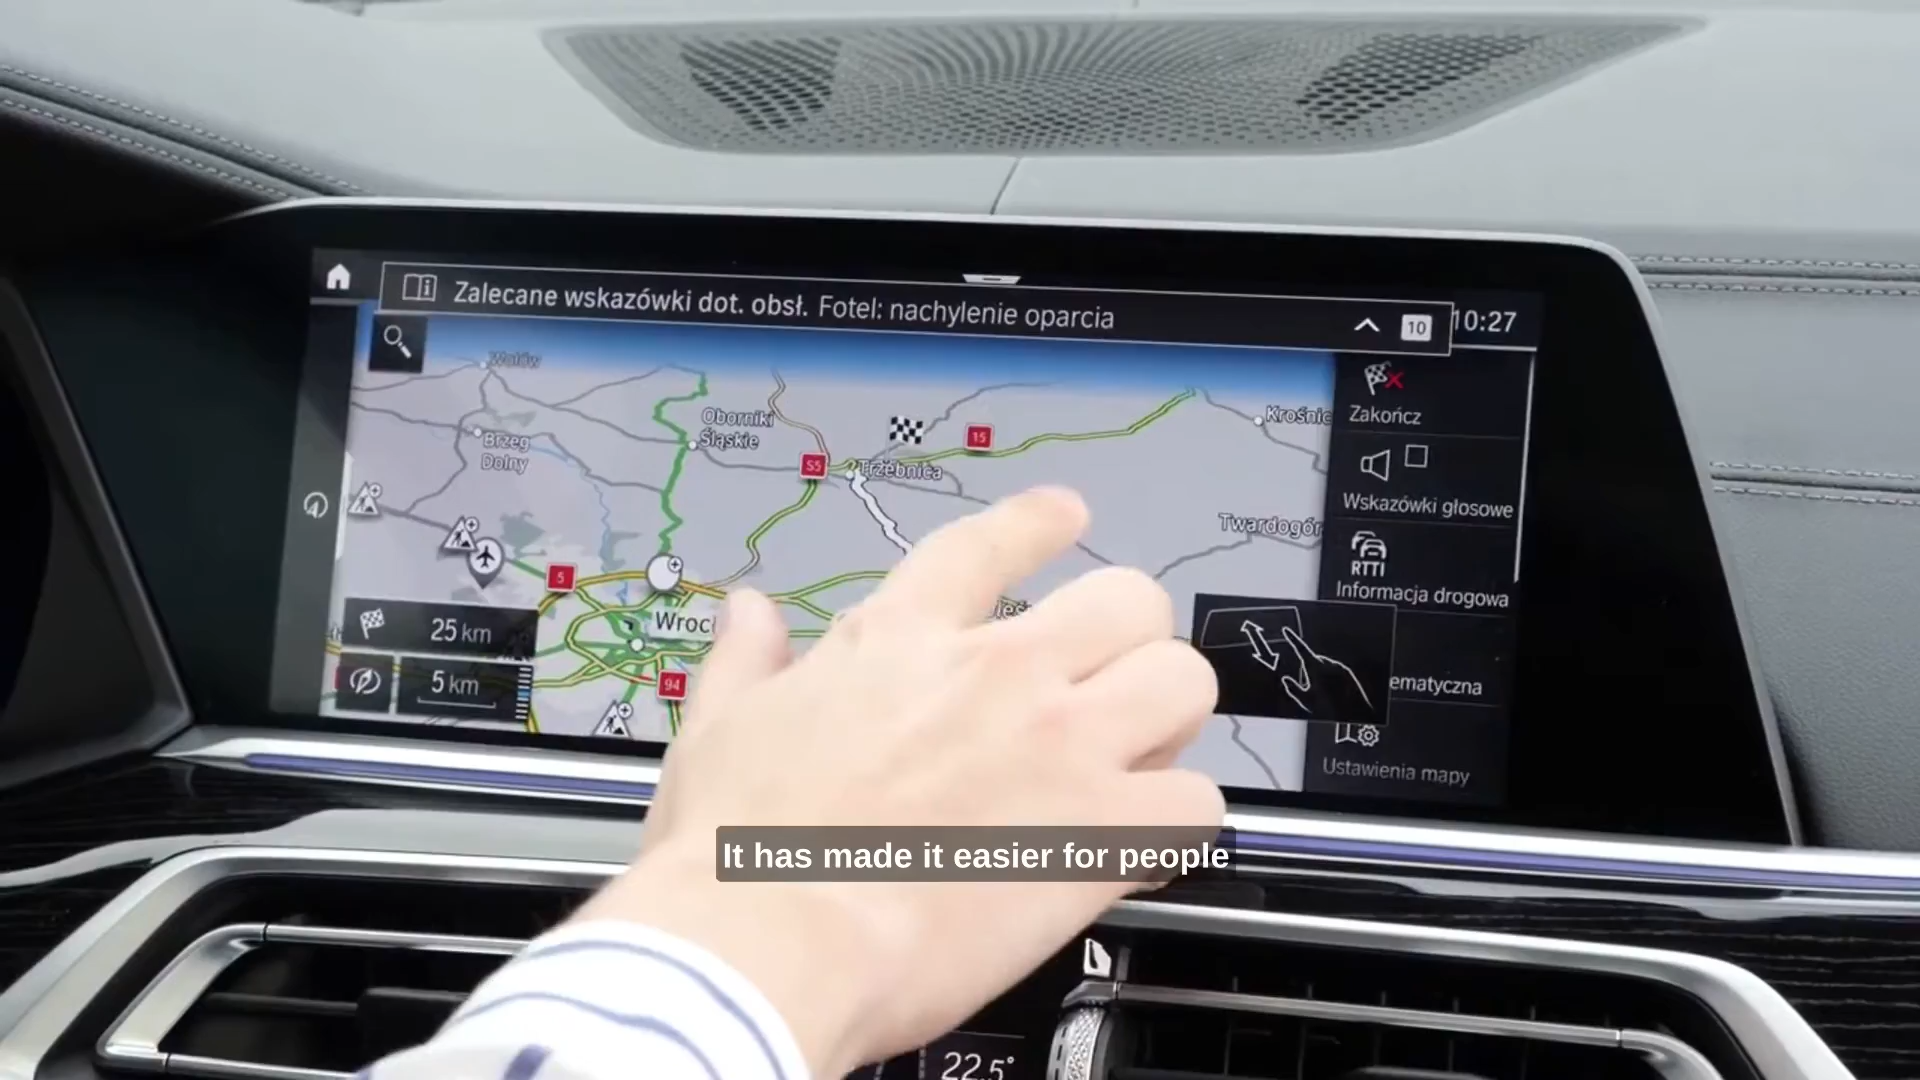 Zalecane wskazówki dot. obsł. Fotel: nachylenie oparcia
10
10:27
Wołów
Oborniki
Śląskie
Brzeg
Dolny
S5
15
Trzebnica
Zakończ
Wskazówki głosowe
RTTI
Informacja drogowa
ematyczna
Ustawienia mapy
Krośnic
Twardogór
5
Wrocł
94
25 km
5 km
It has made it easier for people
22.5°